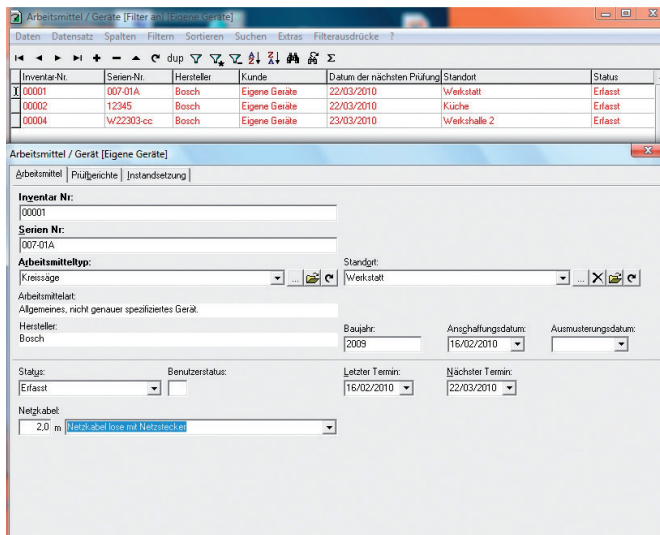 Arbeitsmittel / Geräte [Filter an] [Eigene Geräte]
Daten Datensatz Spalten Filtern Sortieren Suchen Extras Filterausdrücke ?
dup Σ
Inventar-Nr. Serien-Nr. Hersteller Kunde Datum der nächsten Prüfung Standort Status
00001 007-01A Bosch Eigene Geräte 22/03/2010 Werkstatt Erfasst
00002 12345 Bosch Eigene Geräte 22/03/2010 Küche Erfasst
00004 W22303-cc Bosch Eigene Geräte 23/03/2010 Werkshalle 2 Erfasst
Arbeitsmittel / Gerät [Eigene Geräte]
Arbeitsmittel Prüfberichte Instandsetzung
Inventar Nr:
00001
Serien Nr:
007-01A
Arbeitsmitteltyp: Standort:
Kreissäge ... Werkstatt ...
Arbeitsmittelart:
Allgemeines, nicht genauer spezifiziertes Gerät.
Hersteller: Baujahr: Anschaffungsdatum: Ausmusterungsdatum:
Bosch 2009 16/02/2010
Status: Benutzerstatus: Letzter Termin: Nächster Termin:
Erfasst 16/02/2010 22/03/2010
Netzkabel:
2,0 m Netzkabel lose mit Netzstecker